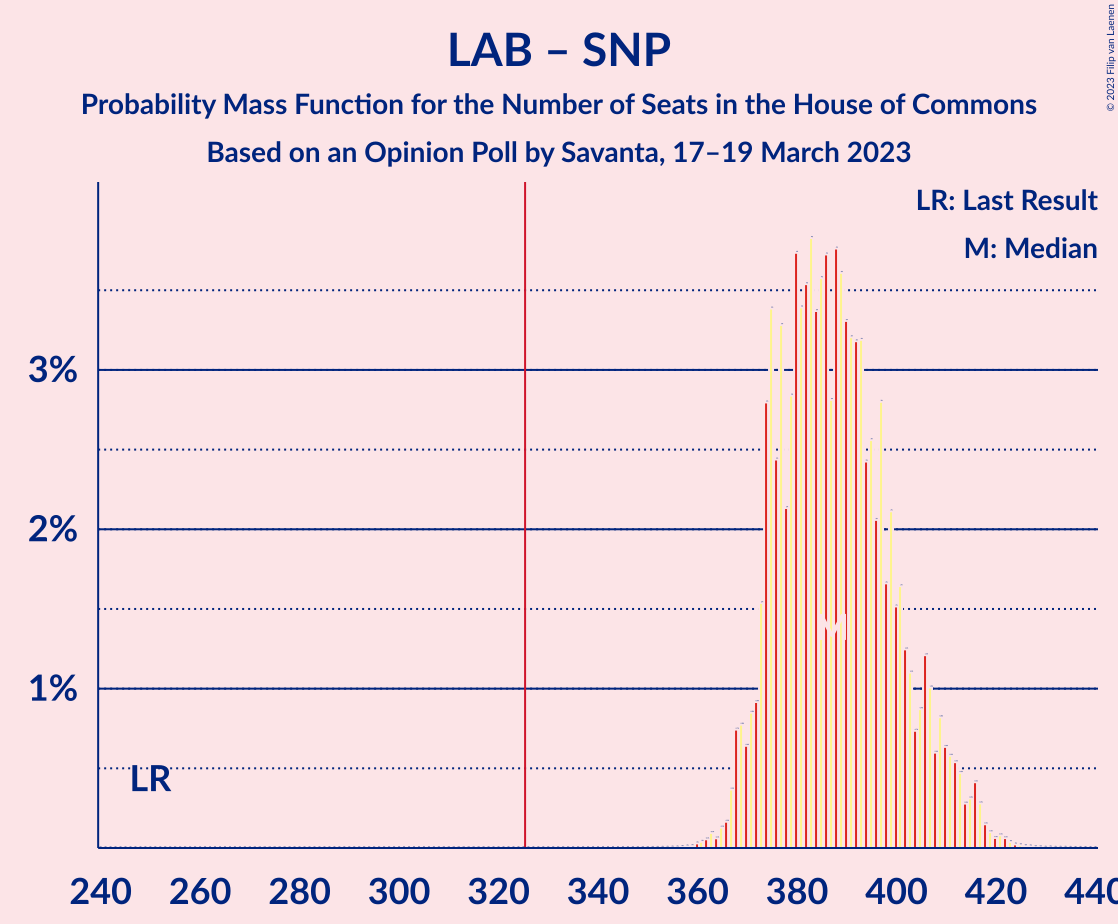 LAB – SNP
Probability Mass Function for the Number of Seats in the House of Commons
Based on an Opinion Poll by Savanta, 17–19 March 2023
© 2023 Filip van Laenen
LR: Last Result
M: Median
3%
2%
1%
M
LR
240 260 280 300 320 340 360 380 400 420 440